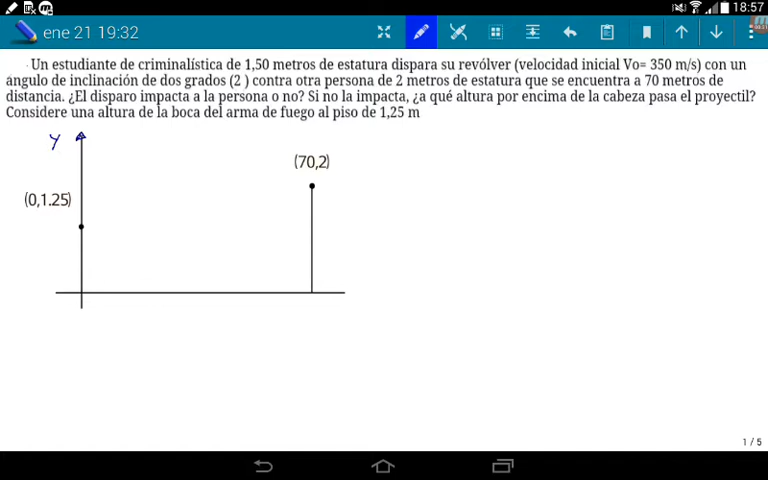 18:57
ene 21 19:32
Un estudiante de criminalística de 1,50 metros de estatura dispara su revólver (velocidad inicial Vo= 350 m/s) con un
ángulo de inclinación de dos grados (2 ) contra otra persona de 2 metros de estatura que se encuentra a 70 metros de
distancia. ¿El disparo impacta a la persona o no? Si no la impacta, ¿a qué altura por encima de la cabeza pasa el proyectil?
Considere una altura de la boca del arma de fuego al piso de 1,25 m
Y
(70,2)
(0,1.25)
1 / 5